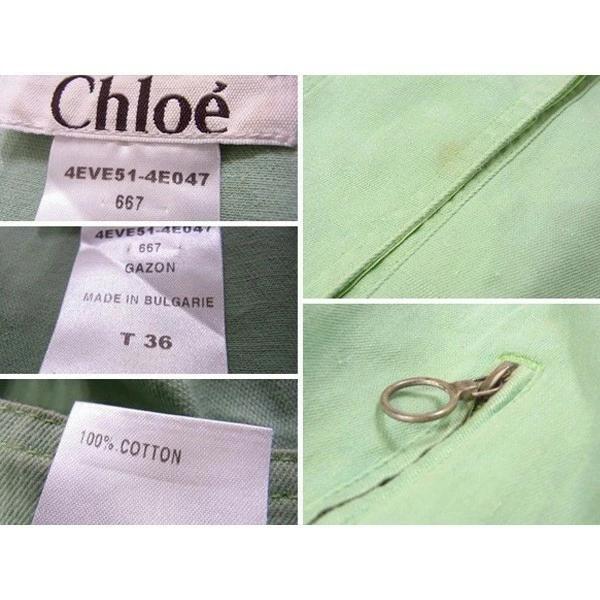 Chloé
4EVE51-4E047
667
4EVE51-4E047
667
GAZON
MADE IN BULGARIE
T 36
100%.COTTON